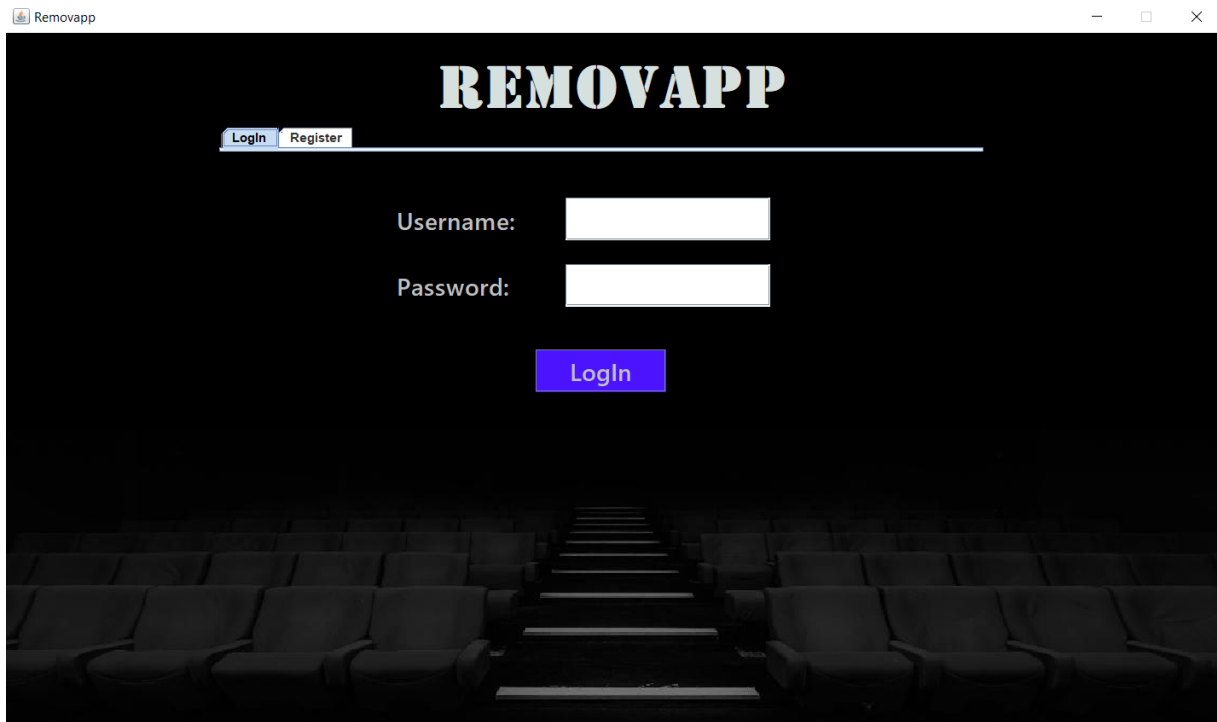 Removapp
REMOVAPP
LogIn Register
Username:
Password:
LogIn